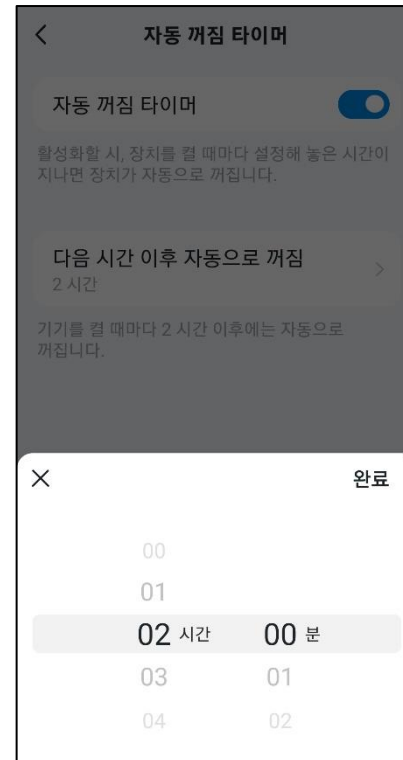 자동 꺼짐 타이머
자동 꺼짐 타이머
활성화할 시, 장치를 켤 때마다 설정해 놓은 시간이
지나면 장치가 자동으로 꺼집니다.
다음 시간 이후 자동으로 꺼짐
2 시간
기기를 켤 때마다 2 시간 이후에는 자동으로
꺼집니다.
완료
00
01
02 시간 00 분
03 01
04 02